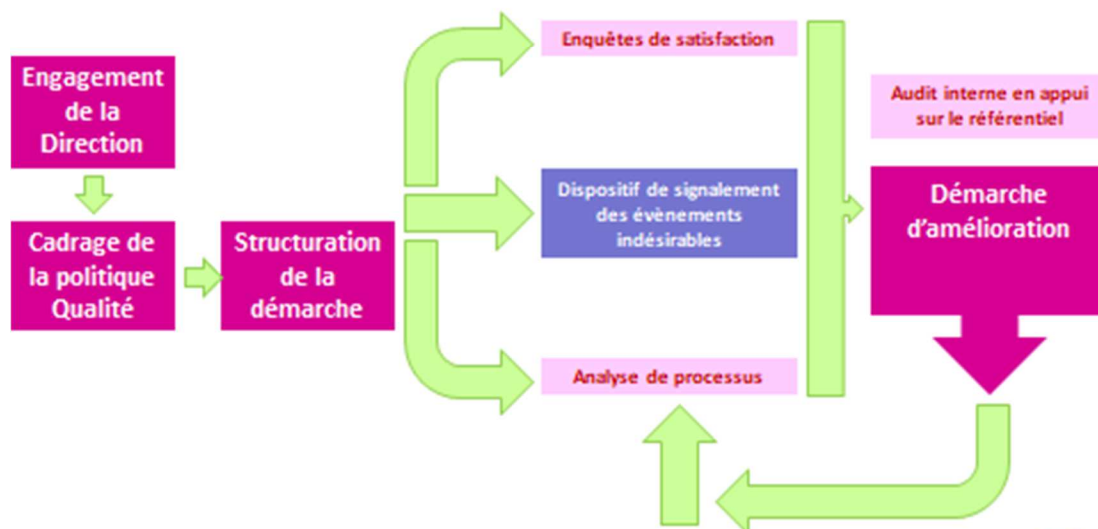 Engagement
de la
Direction
Cadrage de
la politique
Qualité
Structuration
de la
démarche
Enquêtes de satisfaction
Dispositif de signalement
des évènements
indésirables
Analyse de processus
Audit interne en appui
sur le référentiel
Démarche
d'amélioration